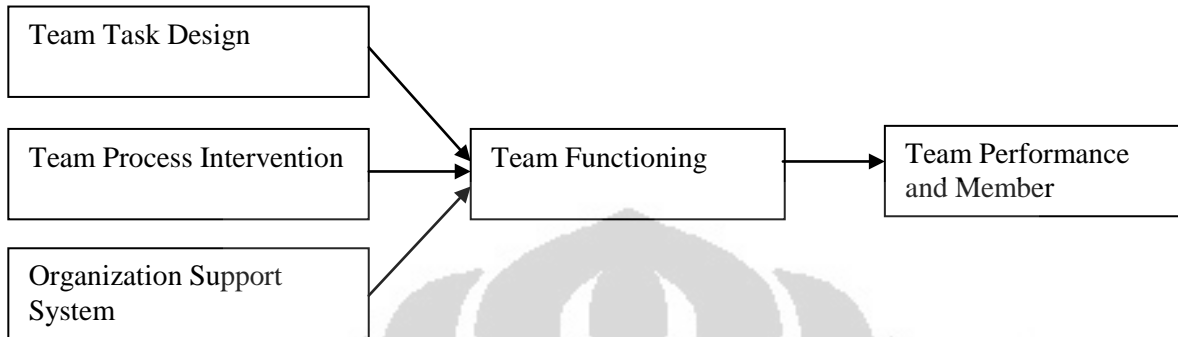 Team Task Design
Team Process Intervention
Organization Support
System
Team Functioning
Team Performance
and Member